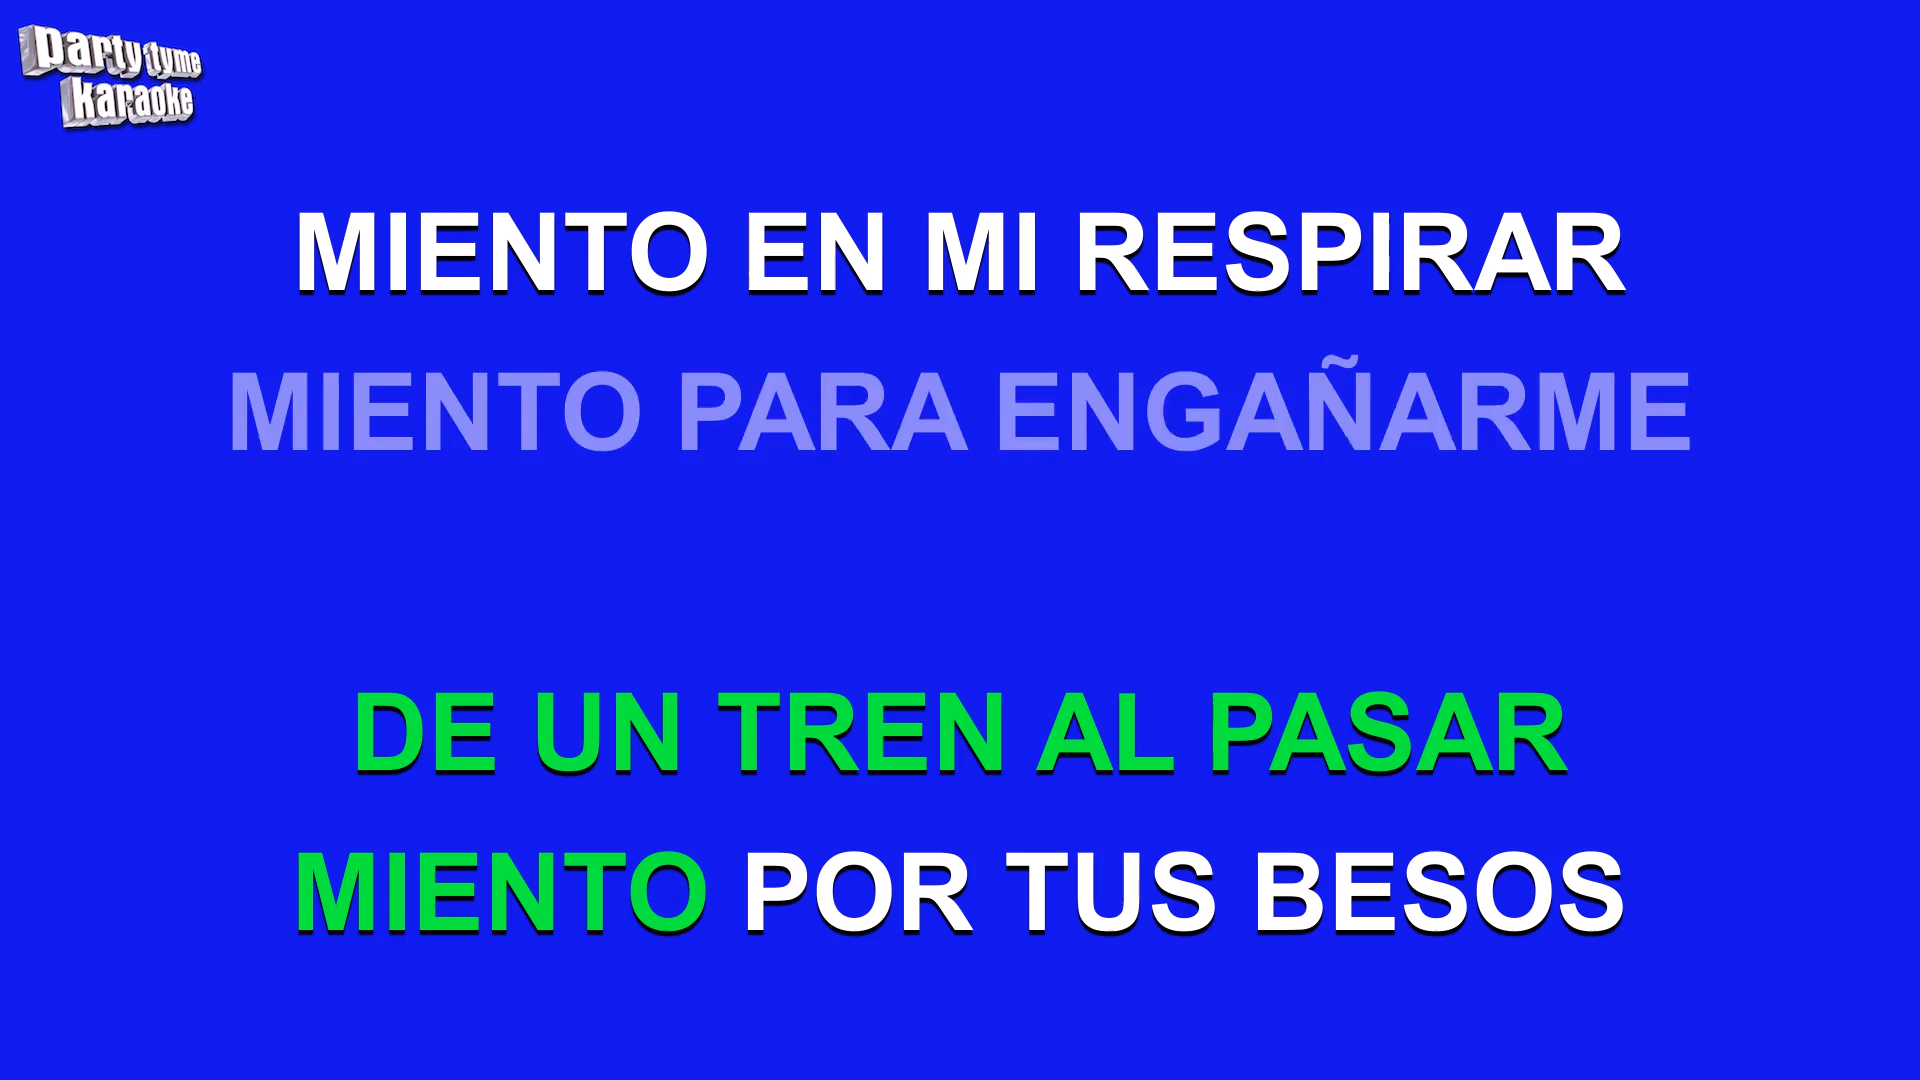 party tyme
karaoke
MIENTO EN MI RESPIRAR
MIENTO PARA ENGAÑARME
DE UN TREN AL PASAR
MIENTO POR TUS BESOS